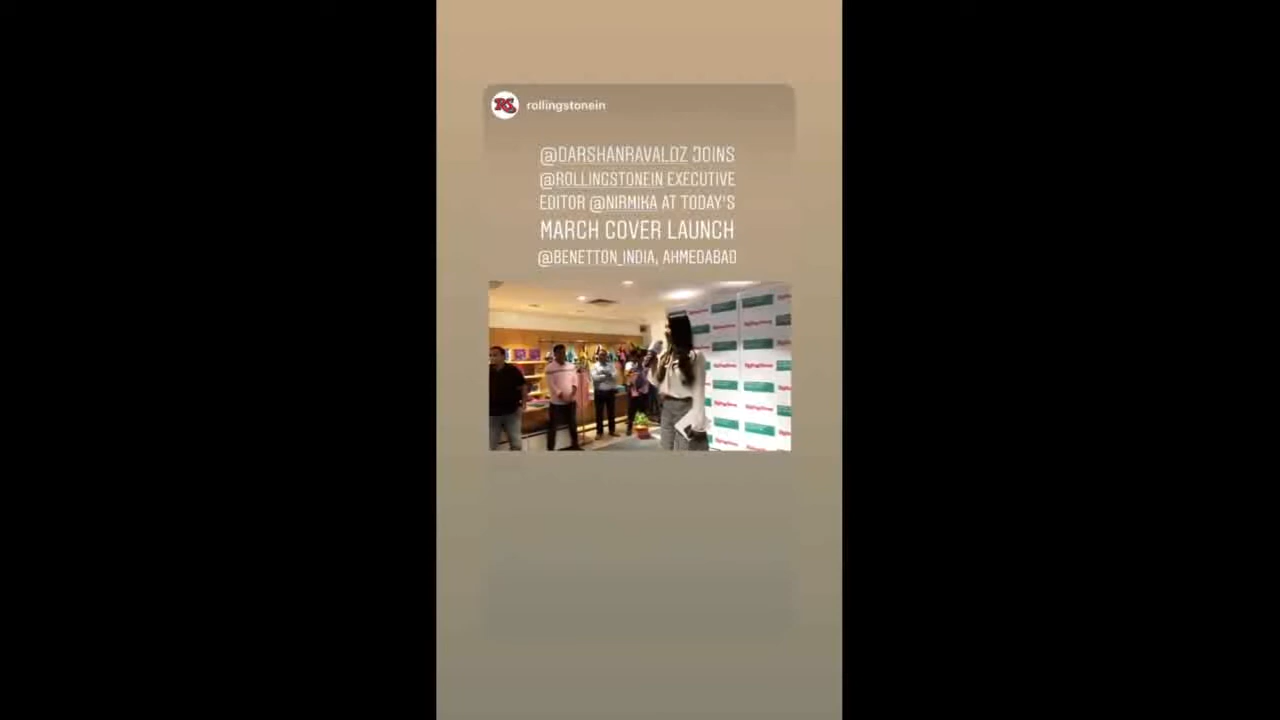 rollingstonein
@DARSHANRAVALDZ JOINS
@ROLLINGSTONEIN EXECUTIVE
EDITOR @NIRMIKA AT TODAY'S
MARCH COVER LAUNCH
@BENETTON_INDIA, AHMEDABAD